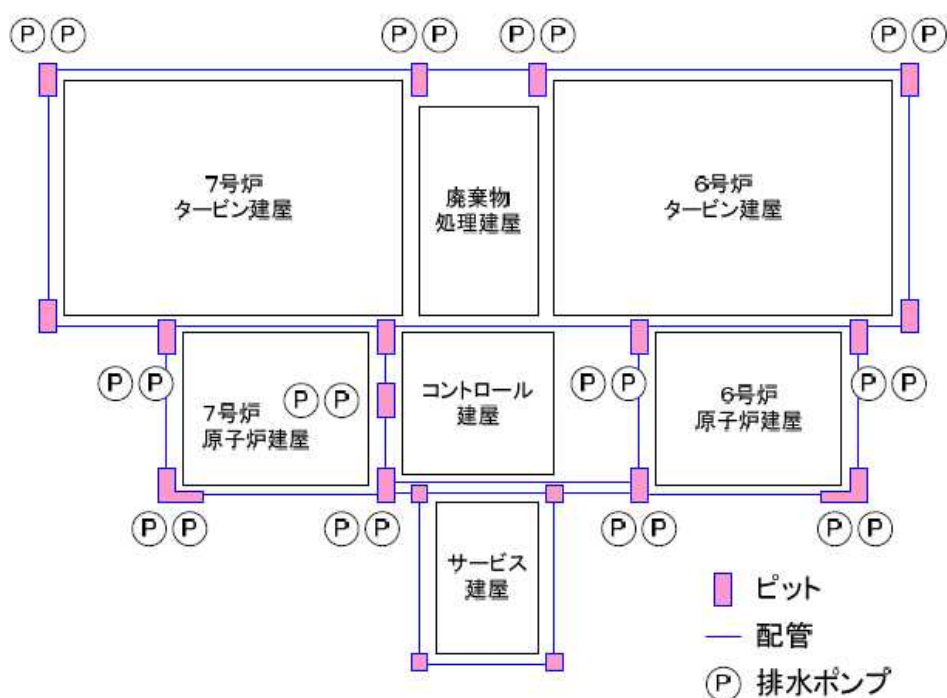 P P P P P P P P
7号炉
タービン建屋
廃棄物
処理建屋
6号炉
タービン建屋
P P P P P P P P
7号炉
原子炉建屋
コントロール
建屋
6号炉
原子炉建屋
P P P P P P P P
サービス
建屋
ピット
配管
P 排水ポンプ